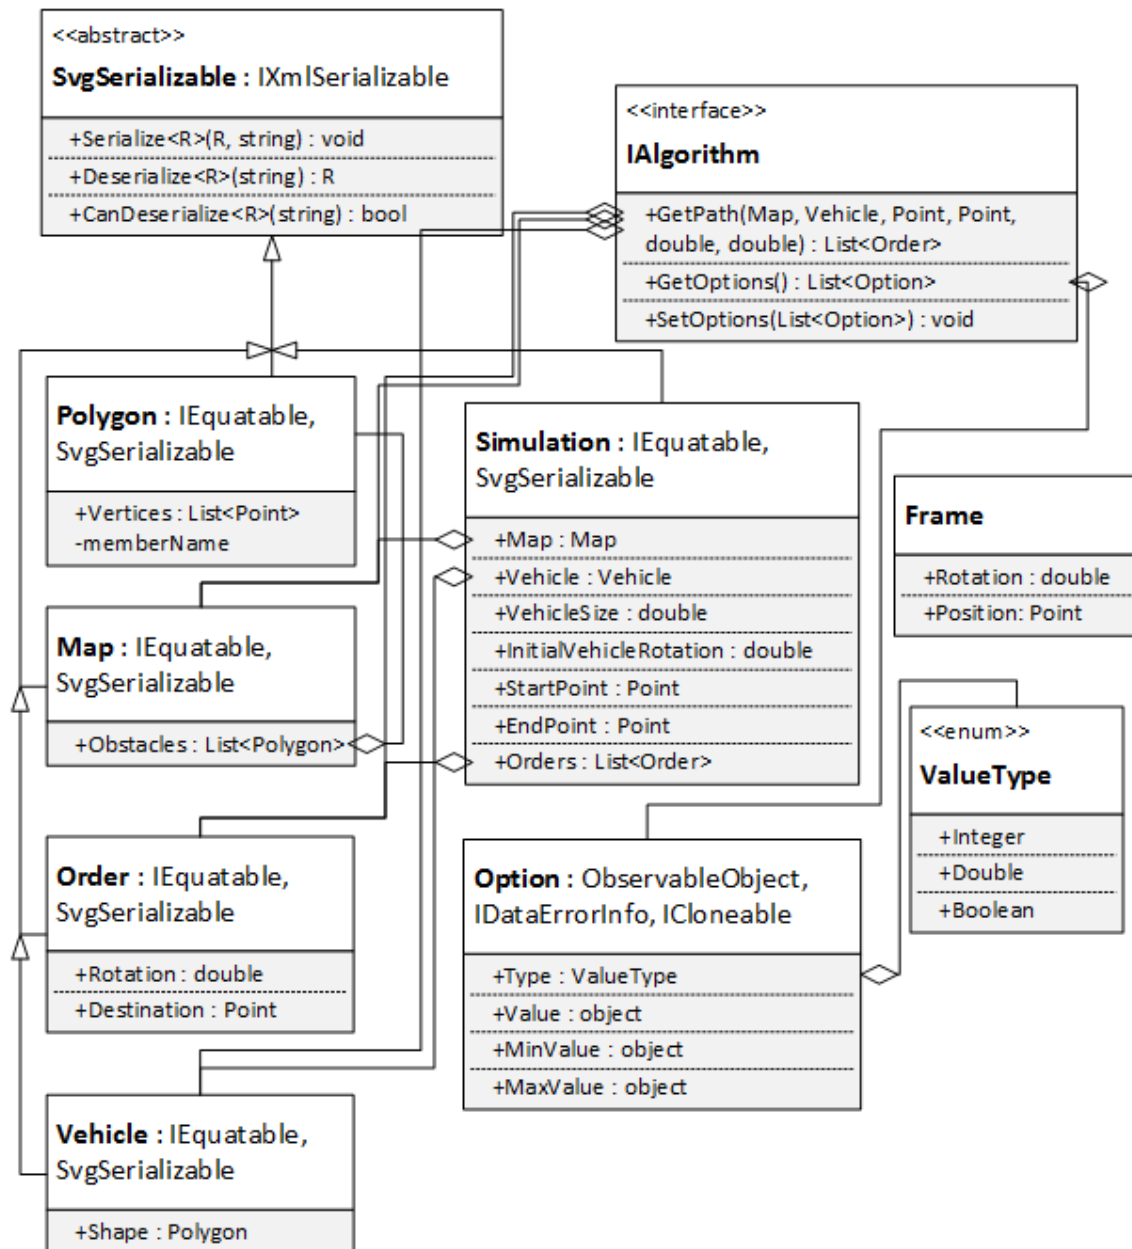 <<abstract>>
SvgSerializable : IXmlSerializable
+Serialize<R>(R, string) : void
+Deserialize<R>(string) : R
+CanDeserialize<R>(string) : bool
<<interface>>
IAlgorithm
+GetPath(Map, Vehicle, Point, Point,
double, double) : List<Order>
+GetOptions() : List<Option>
+SetOptions(List<Option>) : void
Polygon : IEquatable,
SvgSerializable
+Vertices : List<Point>
-memberName
Simulation : IEquatable,
SvgSerializable
+Map : Map
+Vehicle : Vehicle
+VehicleSize : double
+InitialVehicleRotation : double
+StartPoint : Point
+EndPoint : Point
+Orders : List<Order>
Frame
+Rotation : double
+Position: Point
Map : IEquatable,
SvgSerializable
+Obstacles : List<Polygon>
<<enum>>
ValueType
+Integer
+Double
+Boolean
Order : IEquatable,
SvgSerializable
+Rotation : double
+Destination : Point
Option : ObservableObject,
IDataErrorInfo, ICloneable
+Type : ValueType
+Value : object
+MinValue : object
+MaxValue : object
Vehicle : IEquatable,
SvgSerializable
+Shape : Polygon